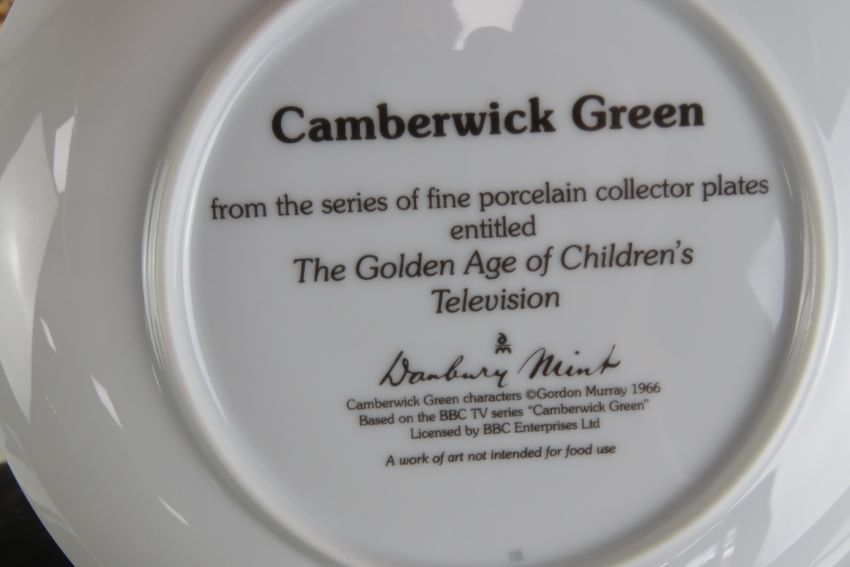 Camberwick Green
from the series of fine porcelain collector plates
entitled
The Golden Age of Children's
Television
Danbury Mint
Camberwick Green characters ©Gordon Murray 1966
Based on the BBC TV series "Camberwick Green"
Licensed by BBC Enterprises Ltd
A work of art not intended for food use